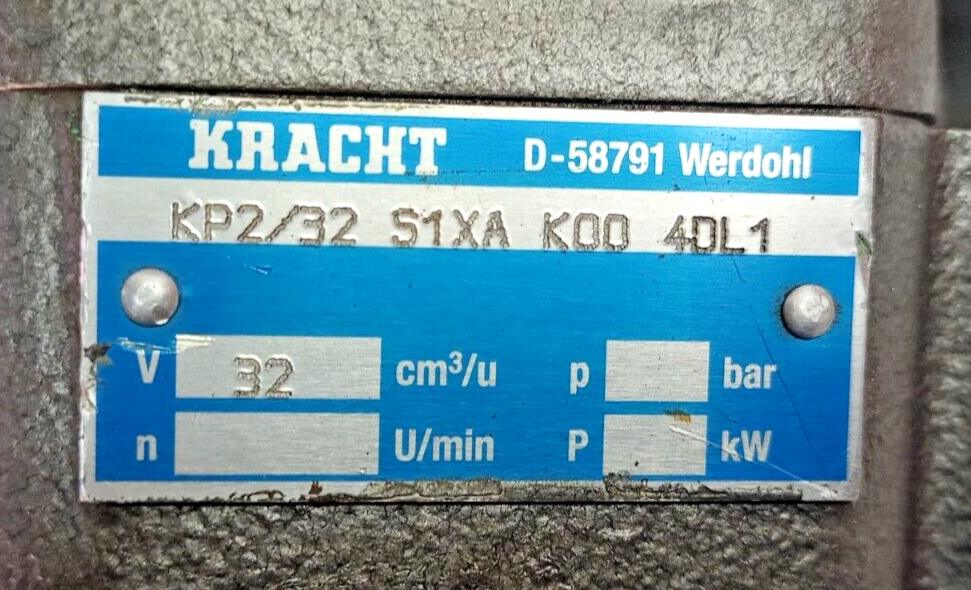 KRACHT D-58791 Werdohl
KP2/32 S1XA K00 4DL1
V 32 cm³/u p bar
n U/min P kW